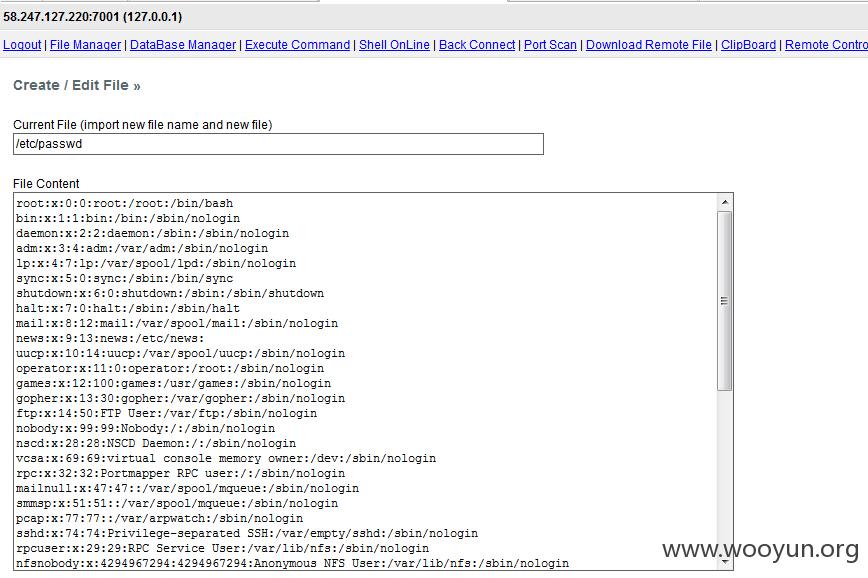 58.247.127.220:7001 (127.0.0.1)
Logout | File Manager | DataBase Manager | Execute Command | Shell OnLine | Back Connect | Port Scan | Download Remote File | ClipBoard | Remote Contro
Create / Edit File »
Current File (import new file name and new file)
/etc/passwd
File Content
root:x:0:0:root:/root:/bin/bash
bin:x:1:1:bin:/bin:/sbin/nologin
daemon:x:2:2:daemon:/sbin:/sbin/nologin
adm:x:3:4:adm:/var/adm:/sbin/nologin
lp:x:4:7:lp:/var/spool/lpd:/sbin/nologin
sync:x:5:0:sync:/sbin:/bin/sync
shutdown:x:6:0:shutdown:/sbin:/sbin/shutdown
halt:x:7:0:halt:/sbin:/sbin/halt
mail:x:8:12:mail:/var/spool/mail:/sbin/nologin
news:x:9:13:news:/etc/news:
uucp:x:10:14:uucp:/var/spool/uucp:/sbin/nologin
operator:x:11:0:operator:/root:/sbin/nologin
games:x:12:100:games:/usr/games:/sbin/nologin
gopher:x:13:30:gopher:/var/gopher:/sbin/nologin
ftp:x:14:50:FTP User:/var/ftp:/sbin/nologin
nobody:x:99:99:Nobody:/:/sbin/nologin
nscd:x:28:28:NSCD Daemon:/:/sbin/nologin
vcsa:x:69:69:virtual console memory owner:/dev:/sbin/nologin
rpc:x:32:32:Portmapper RPC user:/:/sbin/nologin
mailnull:x:47:47::/var/spool/mqueue:/sbin/nologin
smmsp:x:51:51::/var/spool/mqueue:/sbin/nologin
pcap:x:77:77::/var/arpwatch:/sbin/nologin
sshd:x:74:74:Privilege-separated SSH:/var/empty/sshd:/sbin/nologin
rpcuser:x:29:29:RPC Service User:/var/lib/nfs:/sbin/nologin
nfsnobody:x:4294967294:4294967294:Anonymous NFS User:/var/lib/nfs:/sbin/nologin
www.wooyun.org